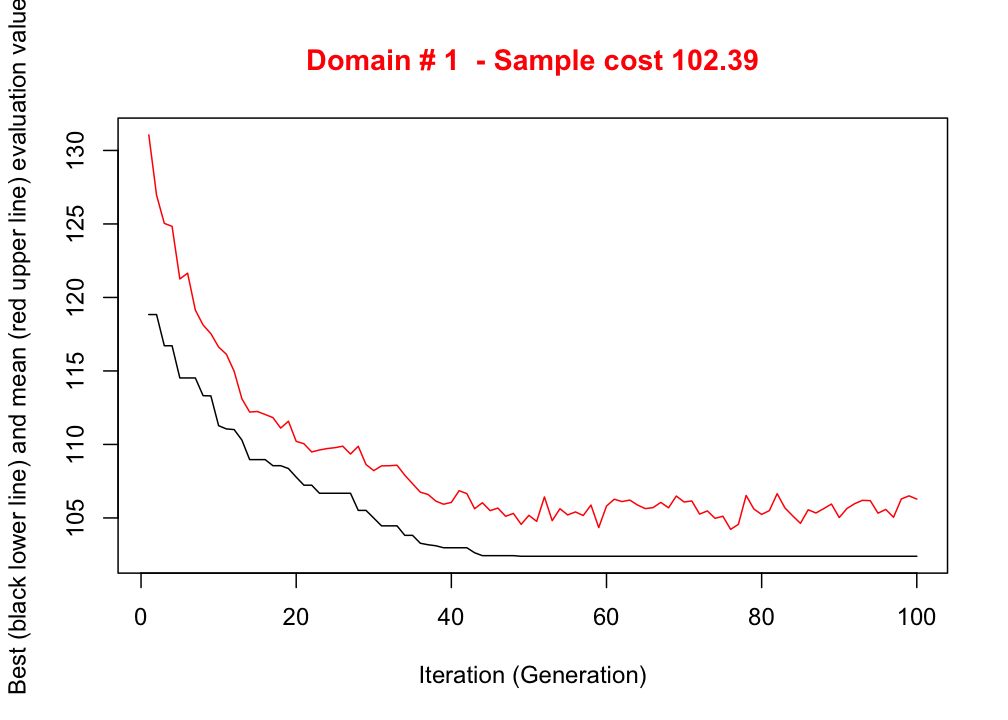 Domain # 1  - Sample cost 102.39
Best (black lower line) and mean (red upper line) evaluation value
130
125
120
115
110
105
0 20 40 60 80 100
Iteration (Generation)